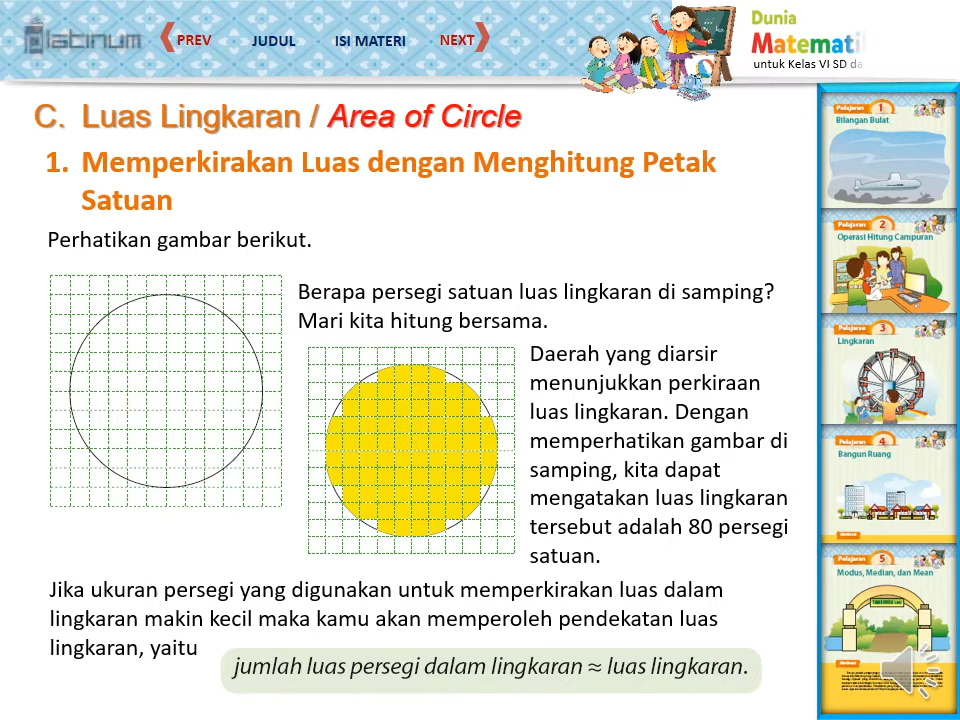 Platinum
PREV
JUDUL
ISI MATERI
NEXT
Dunia
Matemati
untuk Kelas VI SD da
C. Luas Lingkaran / Area of Circle
1. Memperkirakan Luas dengan Menghitung Petak
Satuan
Perhatikan gambar berikut.
Berapa persegi satuan luas lingkaran di samping?
Mari kita hitung bersama.
Daerah yang diarsir
menunjukkan perkiraan
luas lingkaran. Dengan
memperhatikan gambar di
samping, kita dapat
mengatakan luas lingkaran
tersebut adalah 80 persegi
satuan.
Jika ukuran persegi yang digunakan untuk memperkirakan luas dalam
lingkaran makin kecil maka kamu akan memperoleh pendekatan luas
lingkaran, yaitu
jumlah luas persegi dalam lingkaran ≈ luas lingkaran.
Pelajaran 1
Bilangan Bulat
Pelajaran 2
Operasi Hitung Campuran
Pelajaran 3
Lingkaran
Pelajaran 4
Bangun Ruang
Pelajaran 5
Modus, Median, dan Mean